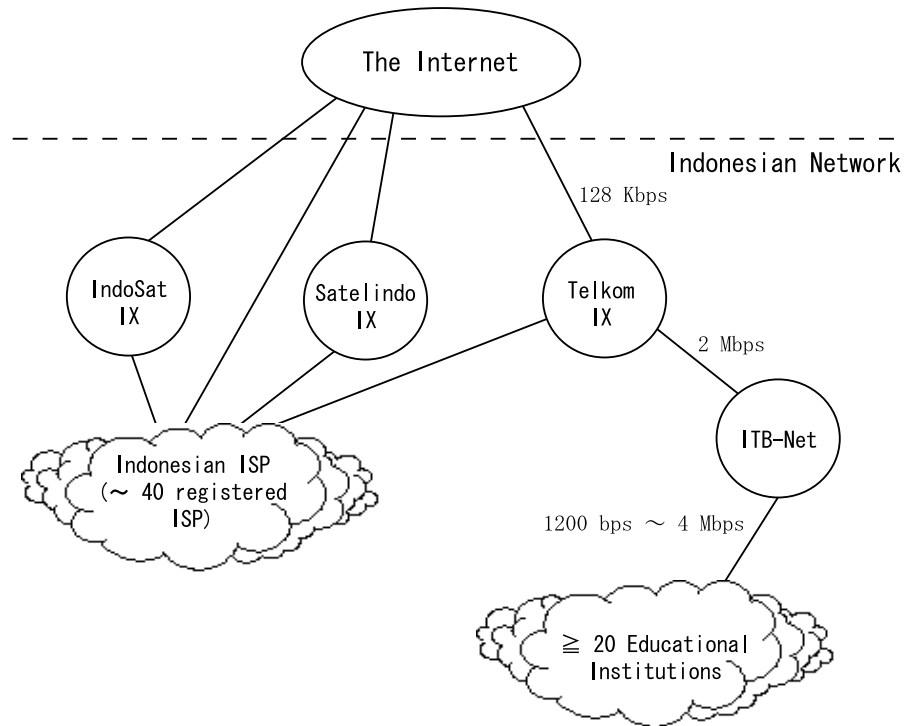 The Internet
Indonesian Network
128 Kbps
IndoSat
IX
Satelindo
IX
Telkom
IX
2 Mbps
ITB-Net
Indonesian ISP
(～ 40 registered
ISP)
1200 bps ～ 4 Mbps
≧ 20 Educational
Institutions